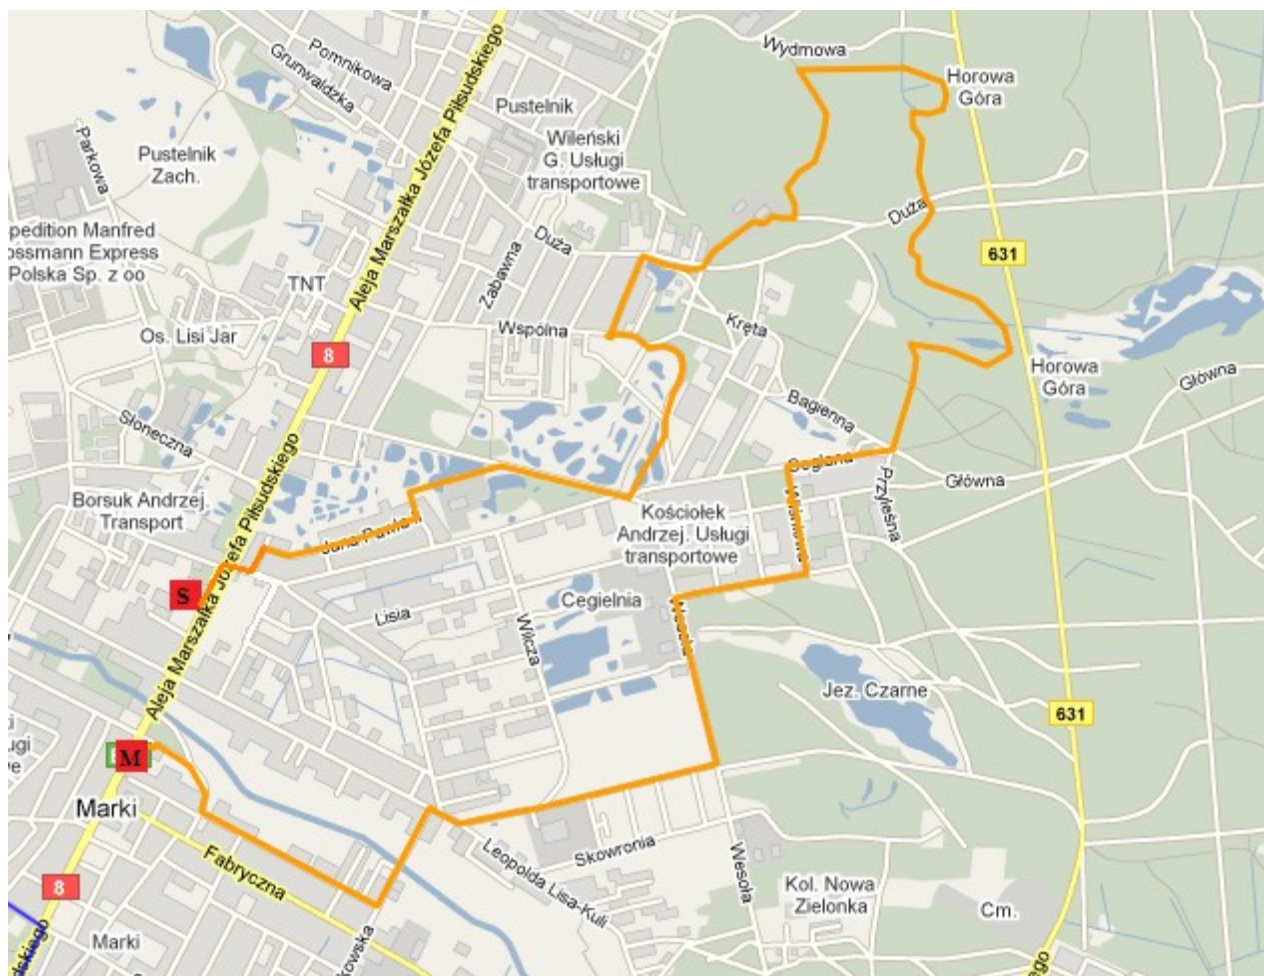 Wydmowa
Pomnikowa
Grunwaldzka
Aleja Marszałka Józefa Piłsudskiego
Horowa
Góra
Pustelnik
Wileński
G. Usługi
transportowe
Parkowa
Pustelnik
Zach.
Duża
Duża
pedition Manfred
ossmann Express
Polska Sp. z oo
Zabawna
631
TNT
Wspólna
Kręta
Os. Lisi Jar
8
Horowa
Góra
Główna
Bagienna
Słoneczna
Główna
Przyleśna
Borsuk Andrzej.
Transport
Aleja Marszałka Józefa Piłsudskiego
Kościołek
Andrzej. Usługi
transportowe
Wiśniowa
S
Lisia
Wilcza
Cegielnia
Jez. Czarne
631
M
Marki
Fabryczna
Leopolda Lisa-Kuli
Skowronia
Wesoła
8
Kol. Nowa
Zielonka
Cm.
Marki
kowska